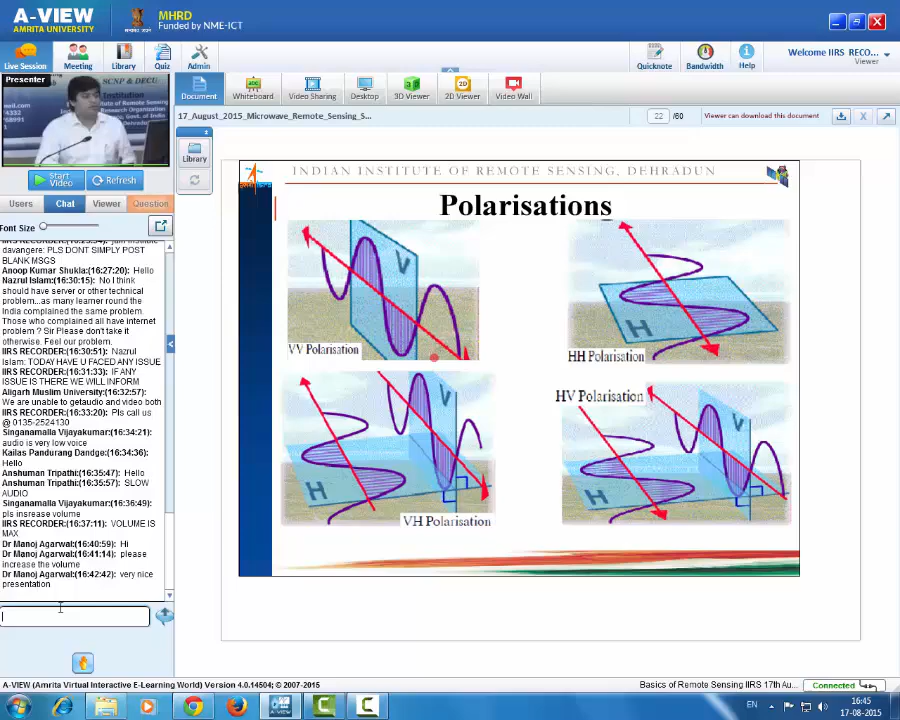 A-VIEW
AMRITA UNIVERSITY
MHRD
Funded by NME-ICT
Live Session
Meeting
Library
Quiz
Admin
Quicknote
Bandwidth
Help
Welcome IIRS RECO...
Viewer
Presenter
SCNP & DECU
Institution
Institute of Remote Sensing
Research Organization
Govt. of India
Dehradun
Document
Whiteboard
Video Sharing
Desktop
3D Viewer
2D Viewer
Video Wall
17_August_2015_Microwave_Remote_Sensing_S...
22 /60
Viewer can download this document
Library
Start Video
Refresh
Users
Chat
Viewer
Question
Font Size
davangere: PLS DONT SIMPLY POST
BLANK MSGS
Anoop Kumar Shukla:(16:27:20): Hello
Nazrul Islam:(16:30:15): No I think
should have server or other technical
problem...as many learner round the
India complained the same problem.
Those who complained all have internet
problem ? Sir Please don't take it
otherwise. Feel our problem.
IIRS RECORDER:(16:30:51): Nazrul
Islam: TODAY HAVE U FACED ANY ISSUE
IIRS RECORDER:(16:31:33): IF ANY
ISSUE IS THERE WE WILL INFORM
Aligarh Muslim University:(16:32:57):
We are unable to getaudio and video both
IIRS RECORDER:(16:33:20): Pls call us
@ 0135-2524130
Singanamalla Vijayakumar:(16:34:21):
audio is very low voice
Kailas Pandurang Dandge:(16:34:36):
Hello
Anshuman Tripathi:(16:35:47): Hello
Anshuman Tripathi:(16:35:57): SLOW
AUDIO
Singanamalla Vijayakumar:(16:36:49):
pls insrease volume
IIRS RECORDER:(16:37:11): VOLUME IS
MAX
Dr Manoj Agarwal:(16:40:59): Hi
Dr Manoj Agarwal:(16:41:14): please
increase the volume
Dr Manoj Agarwal:(16:42:42): very nice
presentation
INDIAN INSTITUTE OF REMOTE SENSING, DEHRADUN
Polarisations
V
VV Polarisation
H
HH Polarisation
V
H
VH Polarisation
HV Polarisation
V
H
A-VIEW (Amrita Virtual Interactive E-Learning World) Version 4.0.14504; © 2007-2015
Basics of Remote Sensing IIRS 17th Au...
Connected
EN
16:45
17-08-2015